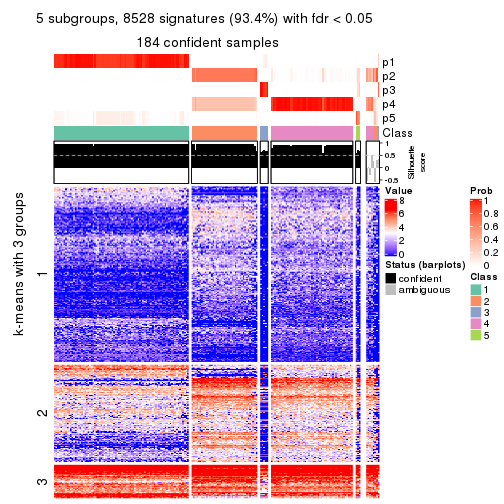 5 subgroups, 8528 signatures (93.4%) with fdr < 0.05
184 confident samples
p1
p2
p3
p4
p5
Class
1
0.5
0
-0.5
Silhouette
score
k-means with 3 groups
1
2
3
Value
8
6
4
2
0
Status (barplots)
confident
ambiguous
Prob
1
0.8
0.6
0.4
0.2
0
Class
1
2
3
4
5